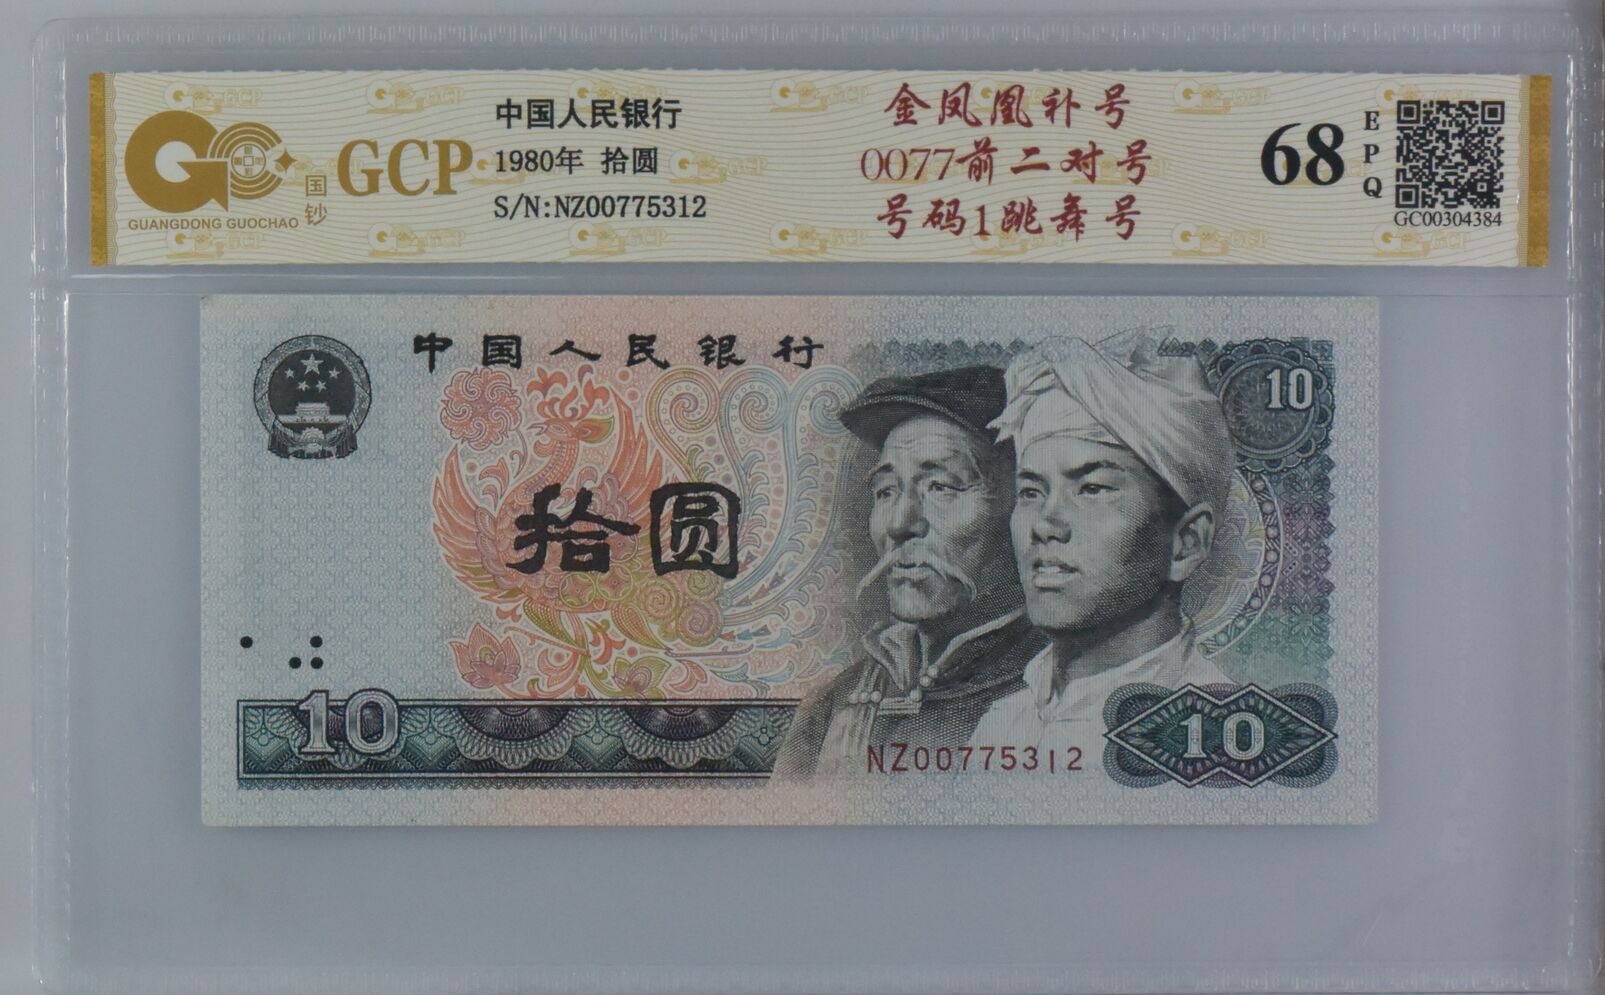 中国人民银行
1980年 拾圆
S/N:NZ00775312
GCP
国钞
GUANGDONG GUOCHAO
金凤凰补号
0077前二对号
号码1跳舞号
68
EPQ
GC00304384
中国人民银行
10
拾圆
10
NZ00775312
10